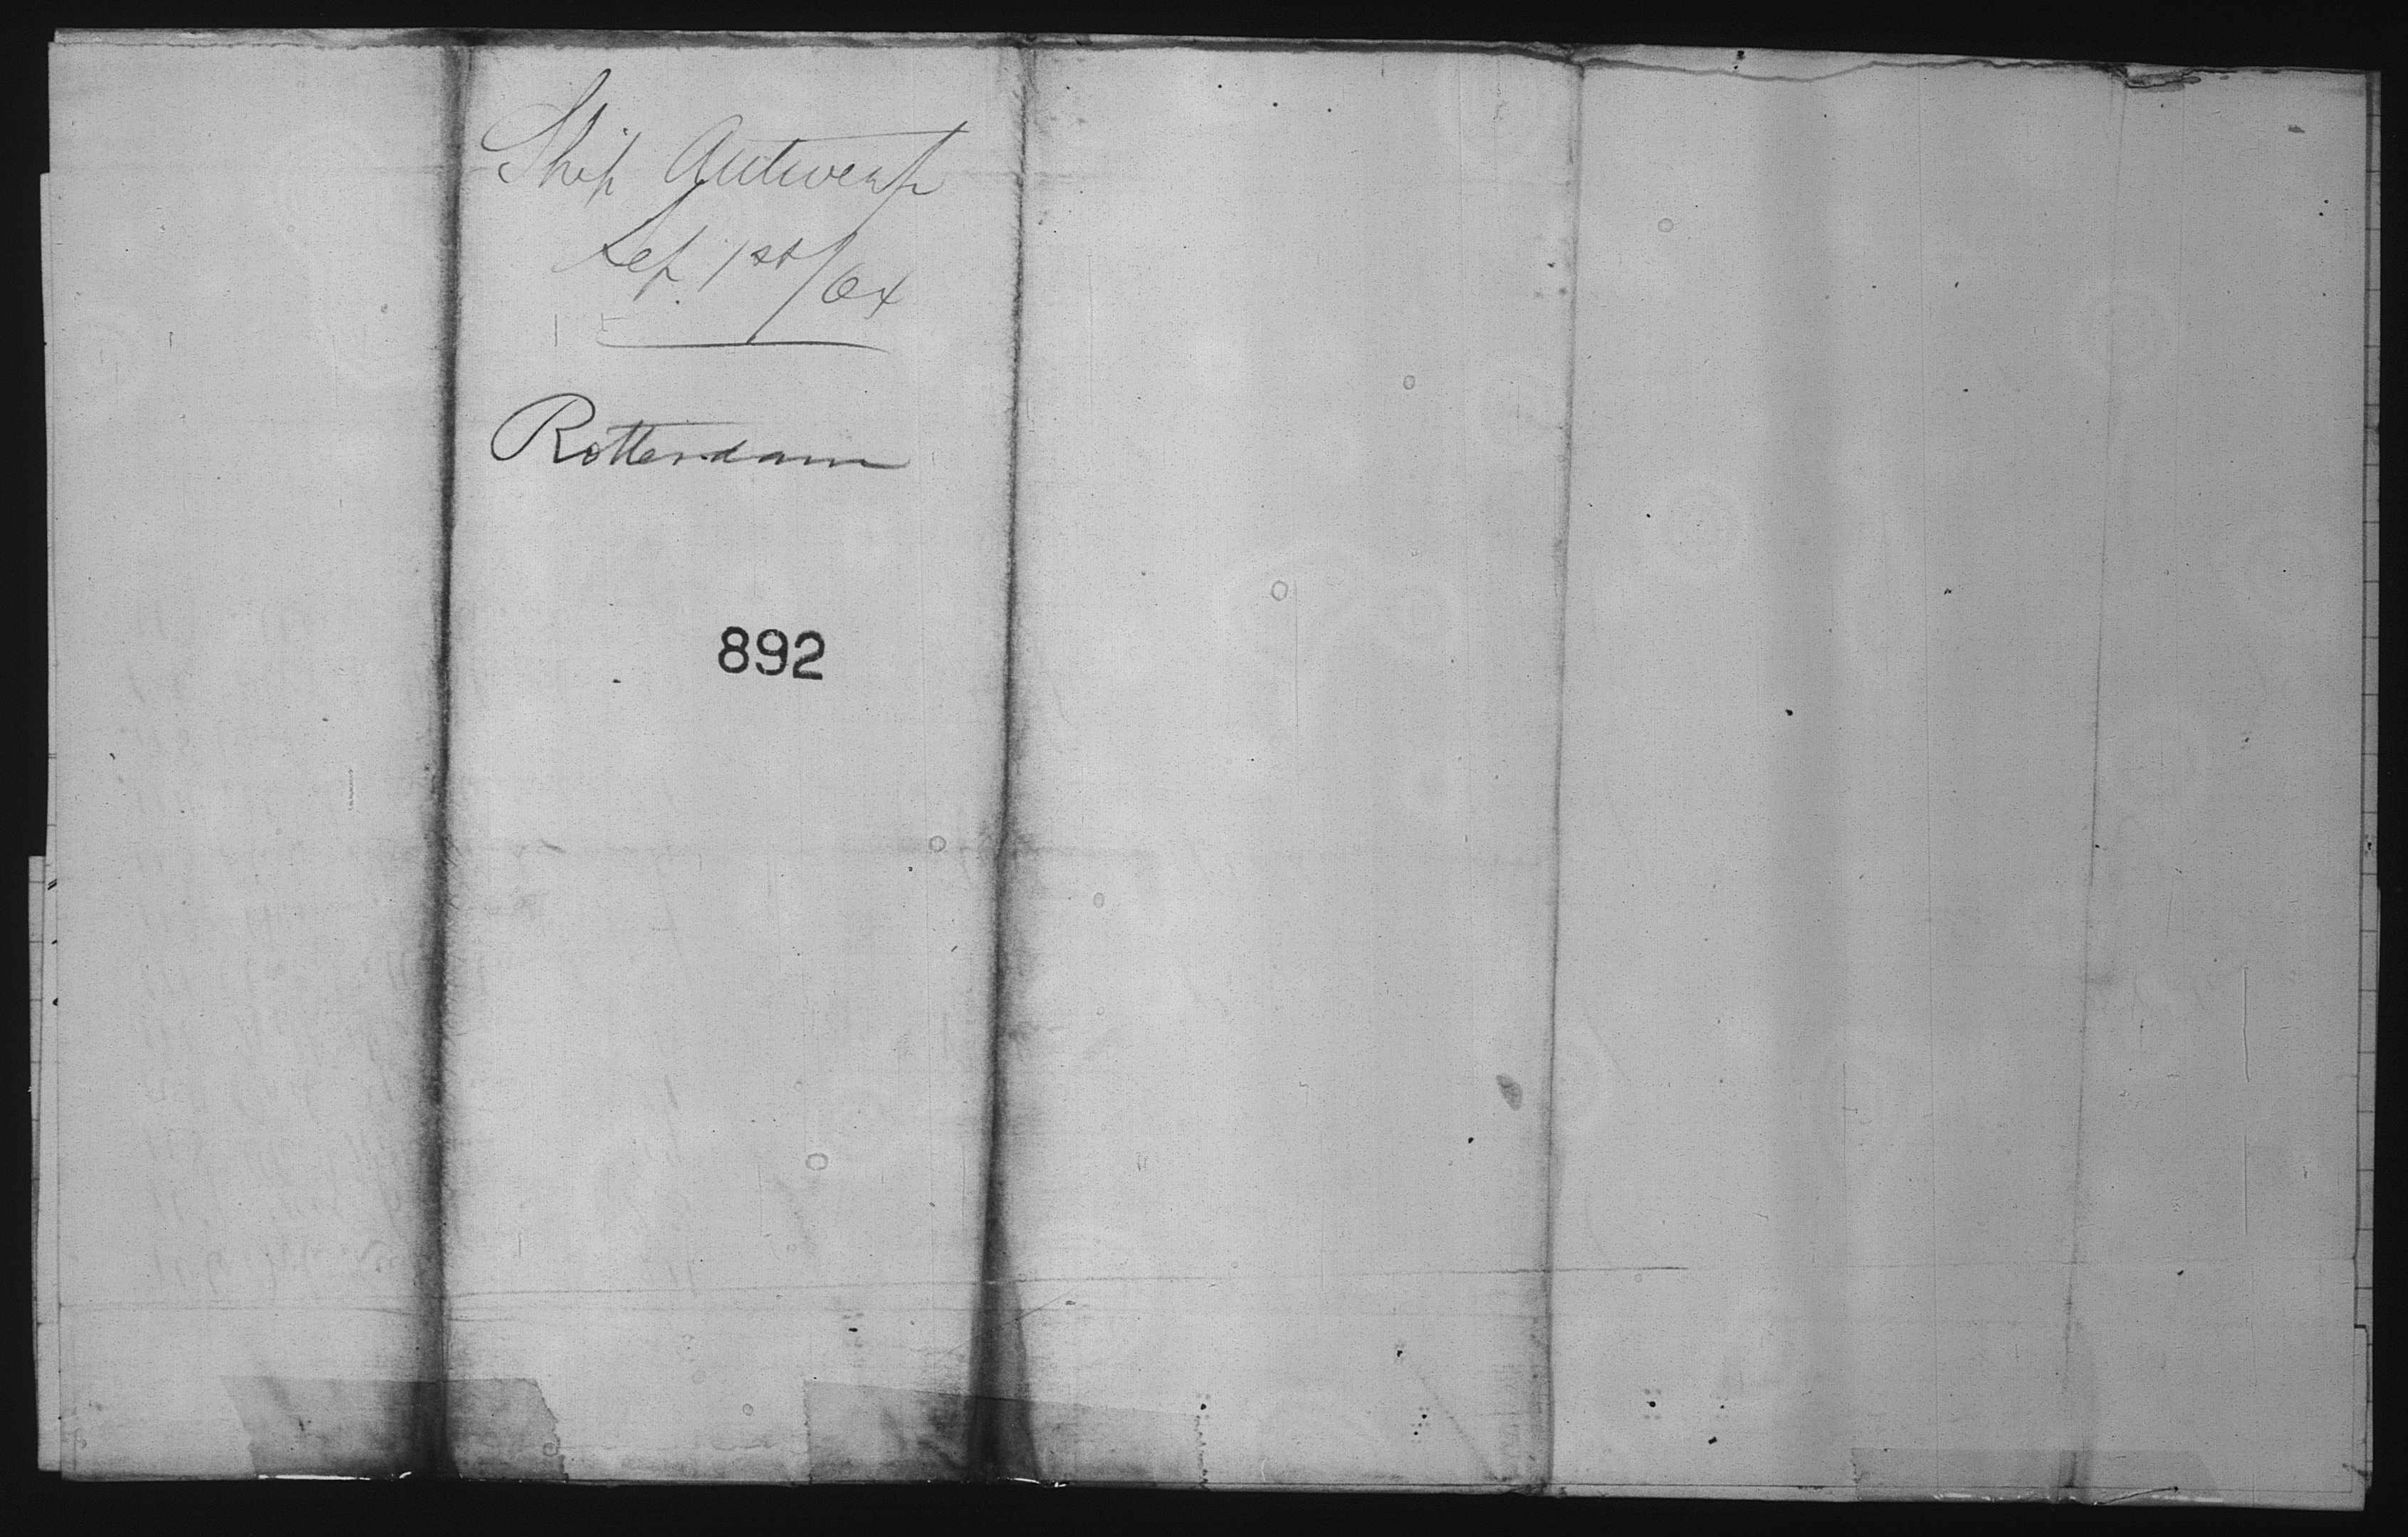 Ship Antwerp
Sep. 1st/64
Rotterdam
892